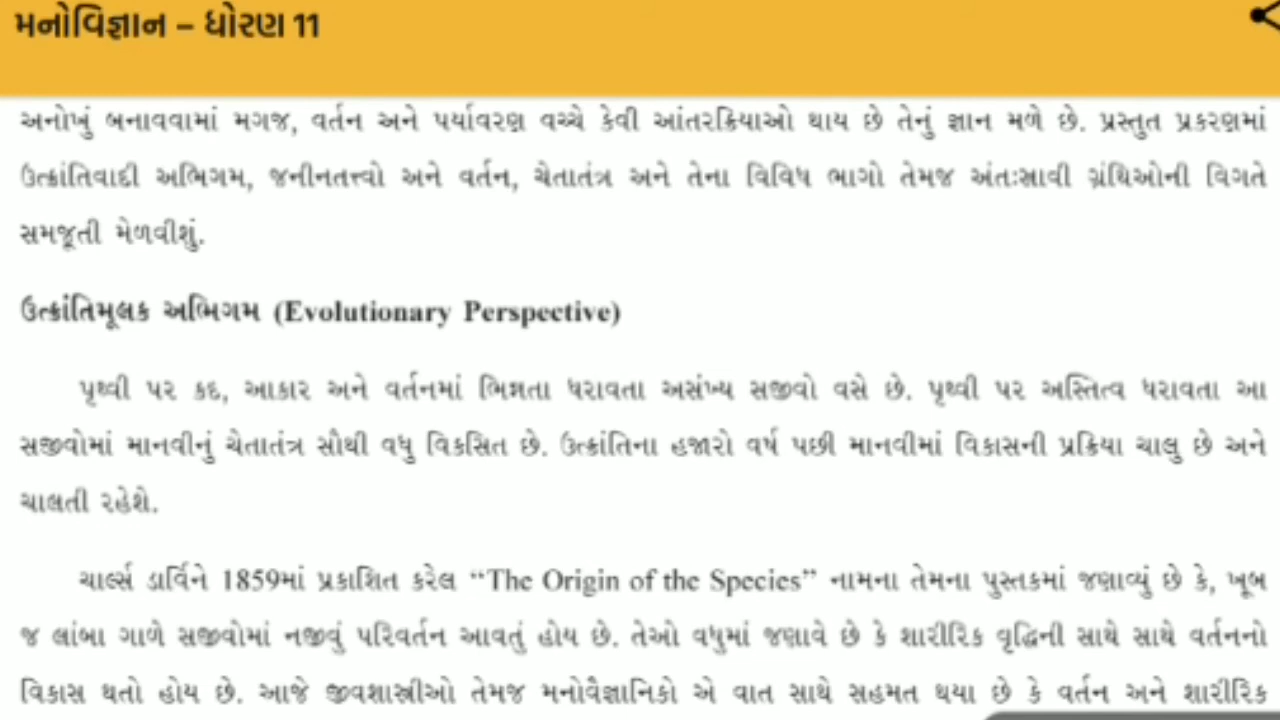 મનોવિજ્ઞાન – ધોરણ 11
અનોખું બનાવવામાં મગજ, વર્તન અને પર્યાવરણ વચ્ચે કેવી આંતરક્રિયાઓ થાય છે તેનું જ્ઞાન મળે છે. પ્રસ્તુત પ્રકરણમાં
ઉત્ક્રાંતિવાદી અભિગમ, જનીનતત્ત્વો અને વર્તન, ચેતાતંત્ર અને તેના વિવિધ ભાગો તેમજ અંતઃસ્રાવી ગ્રંથિઓની વિગતે
સમજૂતી મેળવીશું.
ઉત્ક્રાંતિમૂલક અભિગમ (Evolutionary Perspective)
પૃથ્વી પર કદ, આકાર અને વર્તનમાં ભિન્નતા ધરાવતા અસંખ્ય સજીવો વસે છે. પૃથ્વી પર અસ્તિત્વ ધરાવતા આ
સજીવોમાં માનવીનું ચેતાતંત્ર સૌથી વધુ વિકસિત છે. ઉત્ક્રાંતિના હજારો વર્ષ પછી માનવીમાં વિકાસની પ્રક્રિયા ચાલુ છે અને
ચાલતી રહેશે.
ચાર્લ્સ ડાર્વિને 1859માં પ્રકાશિત કરેલ “The Origin of the Species” નામના તેમના પુસ્તકમાં જણાવ્યું છે કે, ખૂબ
જ લાંબા ગાળે સજીવોમાં નજીવું પરિવર્તન આવતું હોય છે. તેઓ વધુમાં જણાવે છે કે શારીરિક વૃદ્ધિની સાથે સાથે વર્તનનો
વિકાસ થતો હોય છે. આજે જીવશાસ્ત્રીઓ તેમજ મનોવૈજ્ઞાનિકો એ વાત સાથે સહમત થયા છે કે વર્તન અને શારીરિક